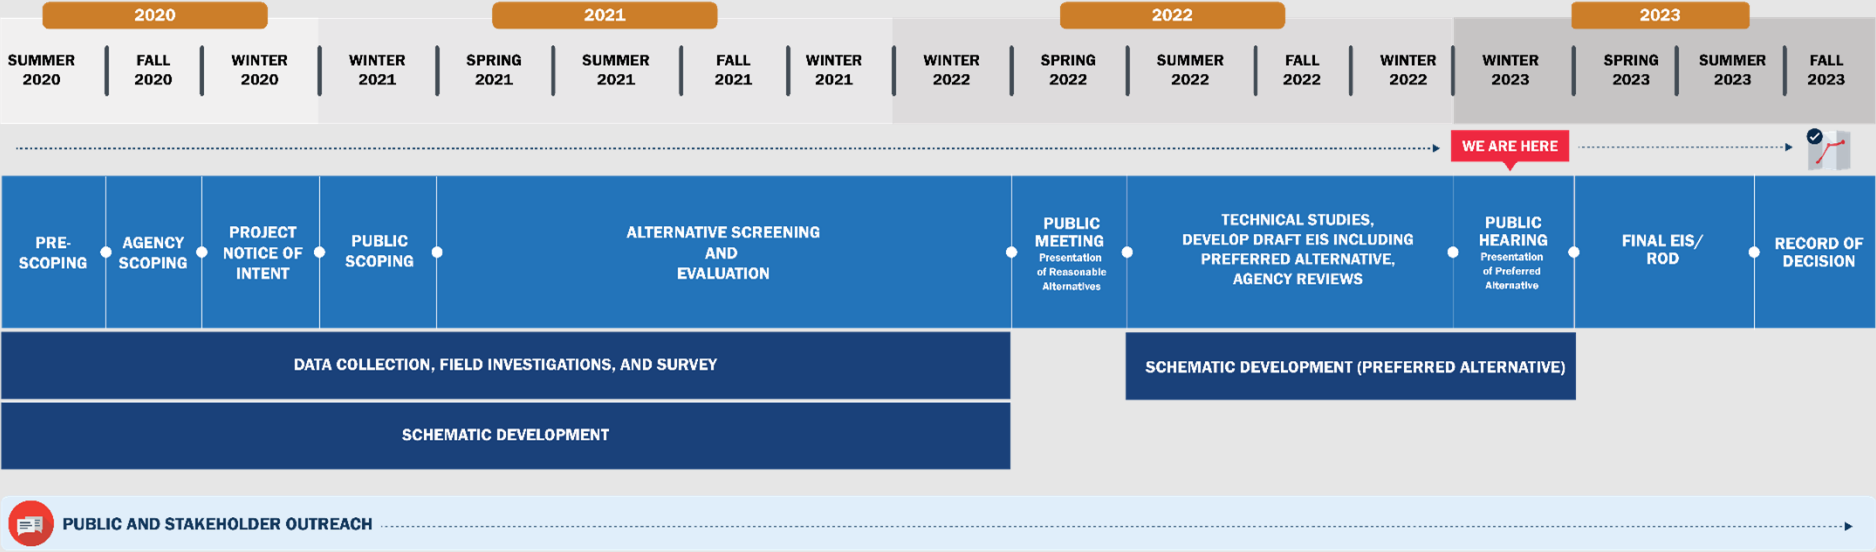 2020
2021
2022
2023
SUMMER
2020
FALL
2020
WINTER
2020
WINTER
2021
SPRING
2021
SUMMER
2021
FALL
2021
WINTER
2021
WINTER
2022
SPRING
2022
SUMMER
2022
FALL
2022
WINTER
2022
WINTER
2023
SPRING
2023
SUMMER
2023
FALL
2023
WE ARE HERE
PRE-
SCOPING
AGENCY
SCOPING
PROJECT
NOTICE OF
INTENT
PUBLIC
SCOPING
ALTERNATIVE SCREENING
AND
EVALUATION
PUBLIC
MEETING
Presentation
of Reasonable
Alternatives
TECHNICAL STUDIES,
DEVELOP DRAFT EIS INCLUDING
PREFERRED ALTERNATIVE,
AGENCY REVIEWS
PUBLIC
HEARING
Presentation
of Preferred
Alternative
FINAL EIS/
ROD
RECORD OF
DECISION
DATA COLLECTION, FIELD INVESTIGATIONS, AND SURVEY
SCHEMATIC DEVELOPMENT (PREFERRED ALTERNATIVE)
SCHEMATIC DEVELOPMENT
PUBLIC AND STAKEHOLDER OUTREACH